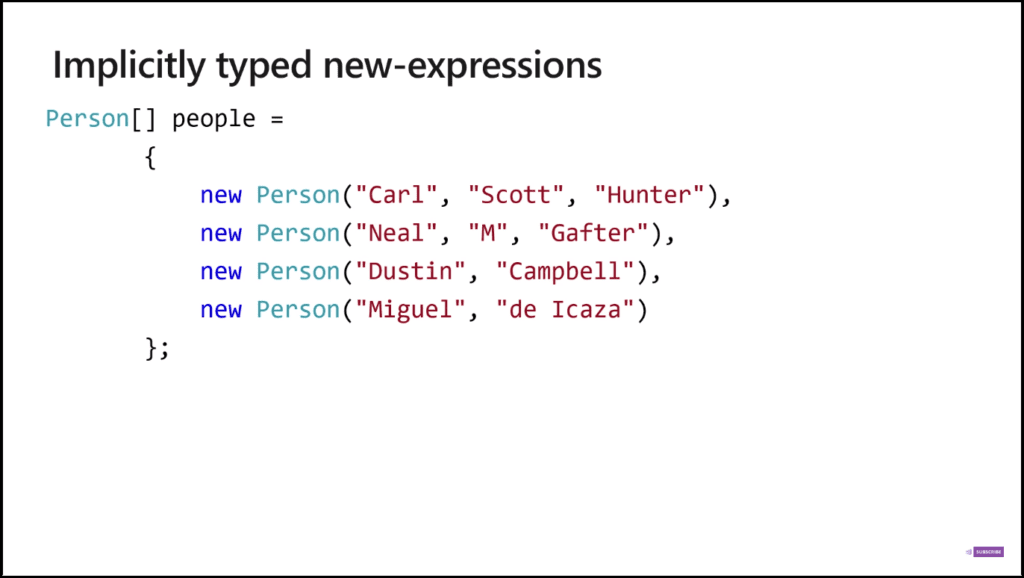 Implicitly typed new-expressions
Person[] people =
{
new Person("Carl", "Scott", "Hunter"),
new Person("Neal", "M", "Gafter"),
new Person("Dustin", "Campbell"),
new Person("Miguel", "de Icaza")
};
SUBSCRIBE